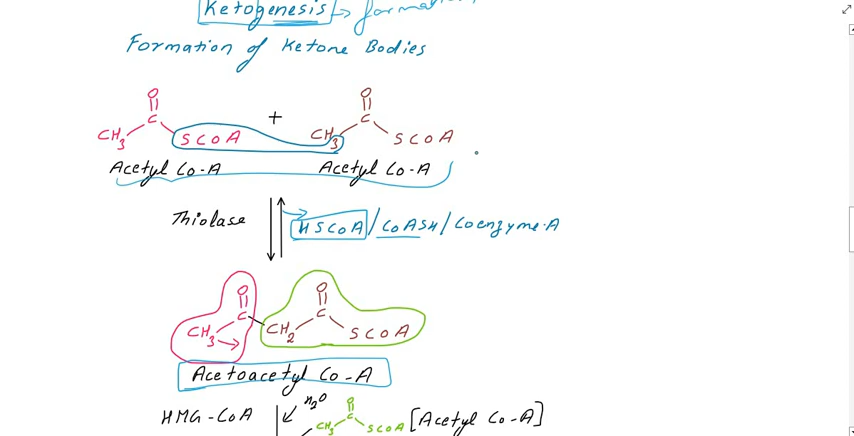 Ketogenesis → formation
Formation of Ketone Bodies
O O
C + C
CH3 SCOA CH3 SCOA
Acetyl Co-A Acetyl Co-A
Thiolase HSCOA/COASH/Coenzyme-A
O O
C C
CH3 CH2 SCOA
Acetoacetyl Co-A
HMG-CoA H2O O
C
CH3 SCOA [Acetyl Co-A]